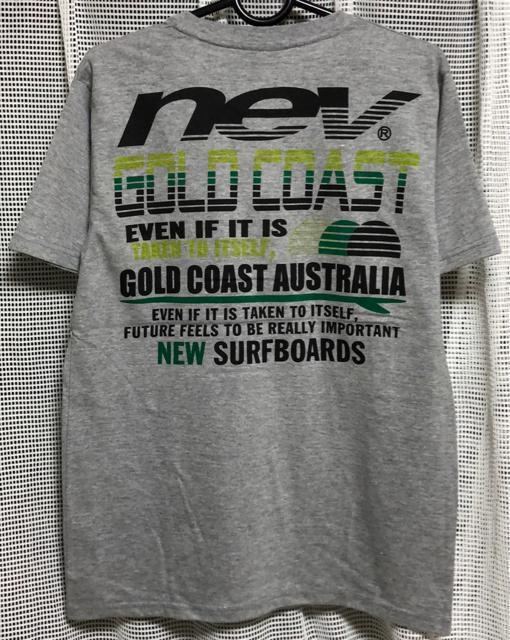 nev®
GOLD COAST
EVEN IF IT IS
TAKEN TO ITSELF,
GOLD COAST AUSTRALIA
EVEN IF IT IS TAKEN TO ITSELF,
FUTURE FEELS TO BE REALLY IMPORTANT
NEW SURFBOARDS